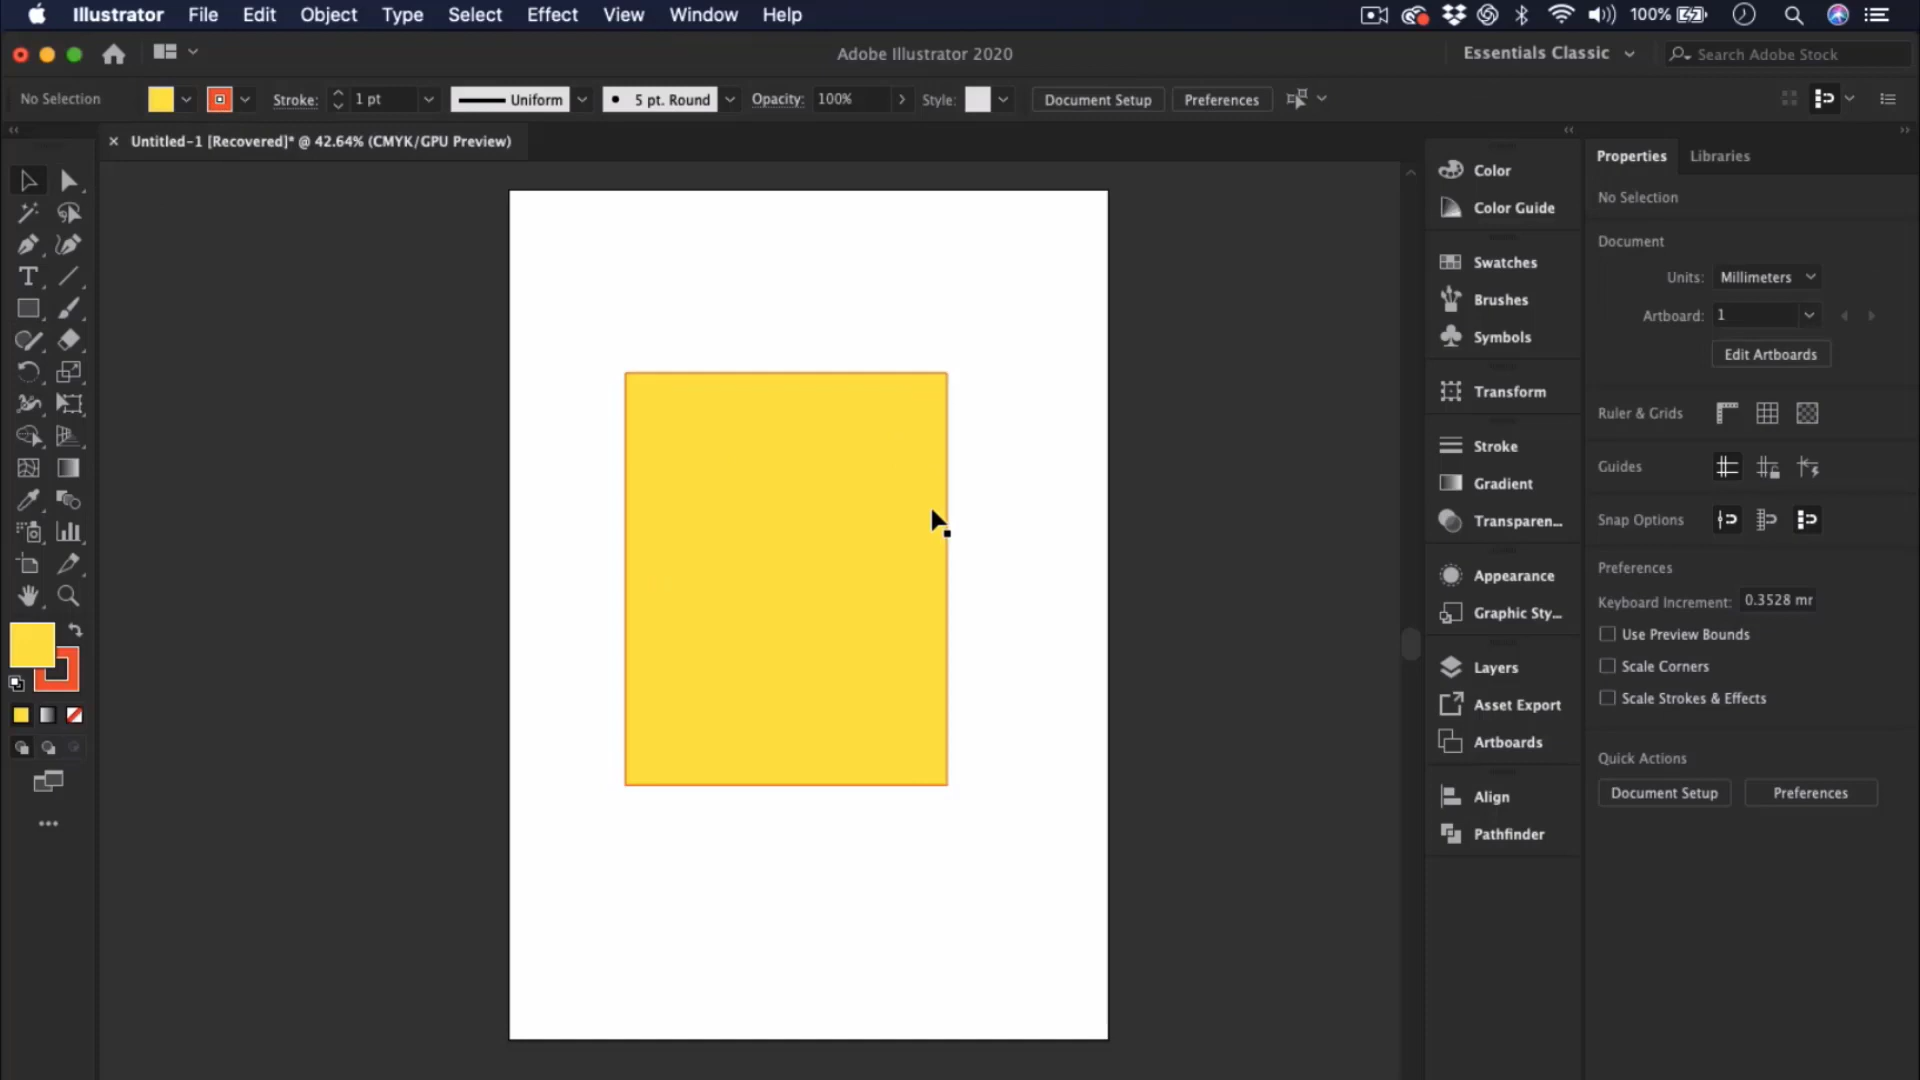 Illustrator File Edit Object Type Select Effect View Window Help 100%
Adobe Illustrator 2020 Essentials Classic Search Adobe Stock
No Selection Stroke: 1 pt Uniform 5 pt. Round Opacity: 100% Style: Document Setup Preferences
Untitled-1 [Recovered]* @ 42.64% (CMYK/GPU Preview)
Color
Color Guide
Swatches
Brushes
Symbols
Transform
Stroke
Gradient
Transparen...
Appearance
Graphic Sty...
Layers
Asset Export
Artboards
Align
Pathfinder
Properties Libraries
No Selection
Document
Units: Millimeters
Artboard: 1
Edit Artboards
Ruler & Grids
Guides
Snap Options
Preferences
Keyboard Increment: 0.3528 mr
Use Preview Bounds
Scale Corners
Scale Strokes & Effects
Quick Actions
Document Setup Preferences